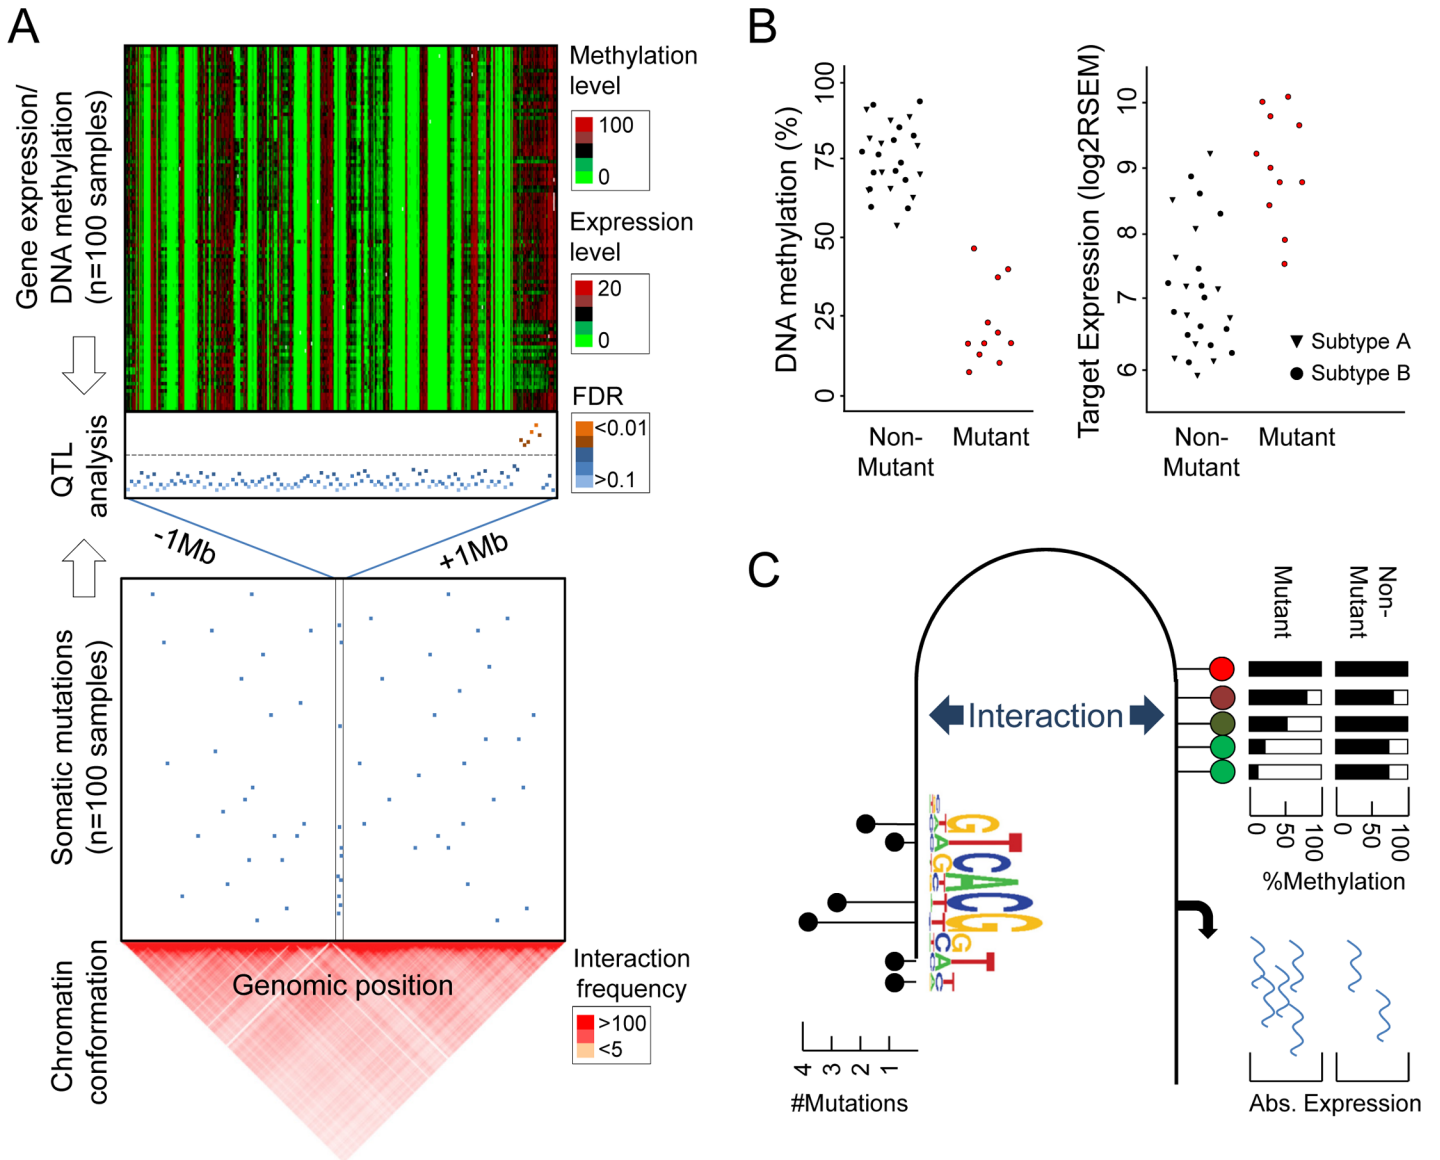 A
Gene expression/
DNA methylation
(n=100 samples)
Methylation
level
100
0
Expression
level
20
0
QTL
analysis
FDR
<0.01
>0.1
-1Mb
+1Mb
Somatic mutations
(n=100 samples)
Chromatin
conformation
Genomic position
Interaction
frequency
>100
<5
B
DNA methylation (%)
100
75
50
25
0
Non-
Mutant
Mutant
Target Expression (log2RSEM)
10
9
8
7
6
Subtype A
Subtype B
Non-
Mutant
Mutant
C
Interaction
Mutant
Non-
Mutant
0 50 100
0 50 100
%Methylation
4 3 2 1
#Mutations
Abs. Expression